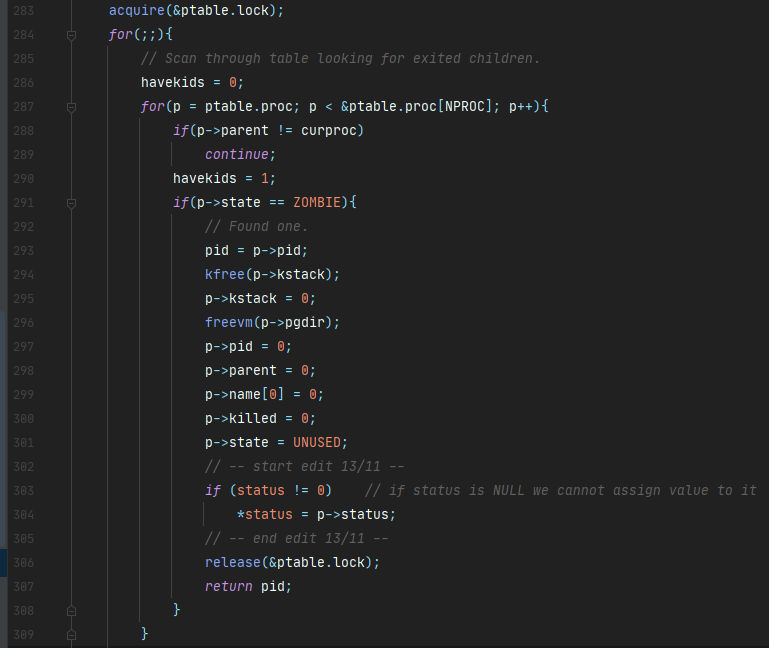 283 acquire(&ptable.lock);
284 for(;;){
285 // Scan through table looking for exited children.
286 havekids = 0;
287 for(p = ptable.proc; p < &ptable.proc[NPROC]; p++){
288 if(p->parent != curproc)
289 continue;
290 havekids = 1;
291 if(p->state == ZOMBIE){
292 // Found one.
293 pid = p->pid;
294 kfree(p->kstack);
295 p->kstack = 0;
296 freevm(p->pgdir);
297 p->pid = 0;
298 p->parent = 0;
299 p->name[0] = 0;
300 p->killed = 0;
301 p->state = UNUSED;
302 // -- start edit 13/11 --
303 if (status != 0) // if status is NULL we cannot assign value to it
304 *status = p->status;
305 // -- end edit 13/11 --
306 release(&ptable.lock);
307 return pid;
308 }
309 }